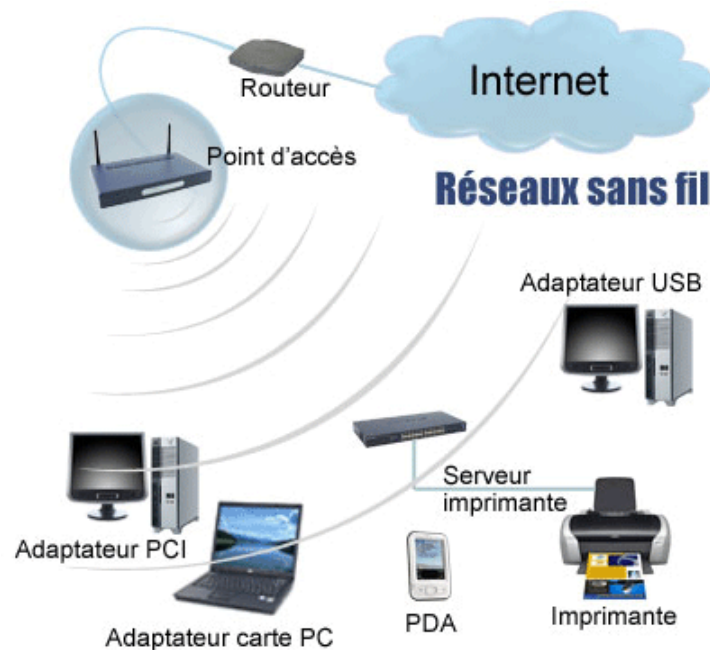 Internet
Routeur
Point d'accès
Réseaux sans fil
Adaptateur USB
Serveur
imprimante
Adaptateur PCI
Adaptateur carte PC
PDA
Imprimante